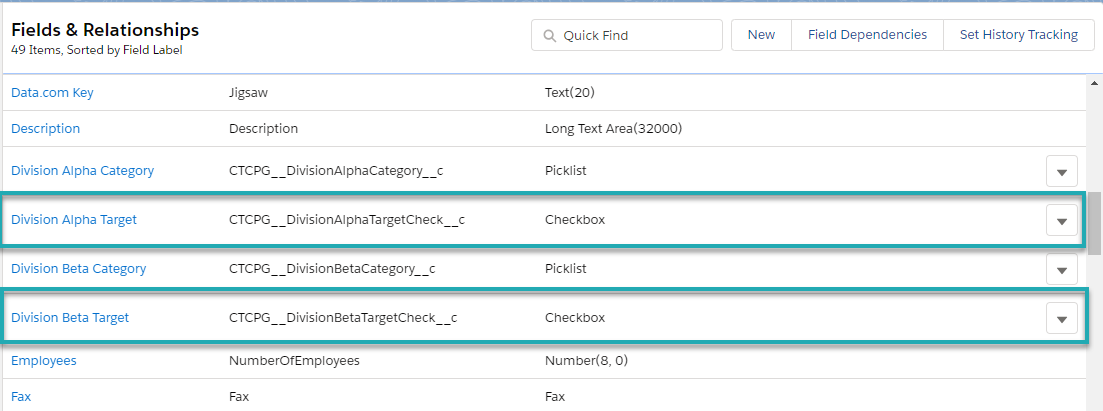 Fields & Relationships
49 Items, Sorted by Field Label
Quick Find
New
Field Dependencies
Set History Tracking
Data.com Key Jigsaw Text(20)
Description Description Long Text Area(32000)
Division Alpha Category CTCPG__DivisionAlphaCategory__c Picklist
Division Alpha Target CTCPG__DivisionAlphaTargetCheck__c Checkbox
Division Beta Category CTCPG__DivisionBetaCategory__c Picklist
Division Beta Target CTCPG__DivisionBetaTargetCheck__c Checkbox
Employees NumberOfEmployees Number(8, 0)
Fax Fax Fax